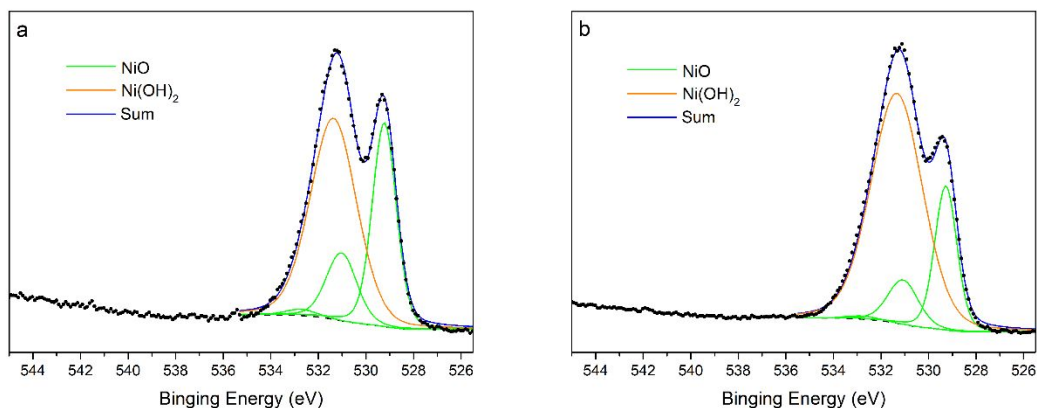 a
NiO
Ni(OH)2
Sum
544 542 540 538 536 534 532 530 528 526
Binging Energy (eV)
b
NiO
Ni(OH)2
Sum
544 542 540 538 536 534 532 530 528 526
Binging Energy (eV)